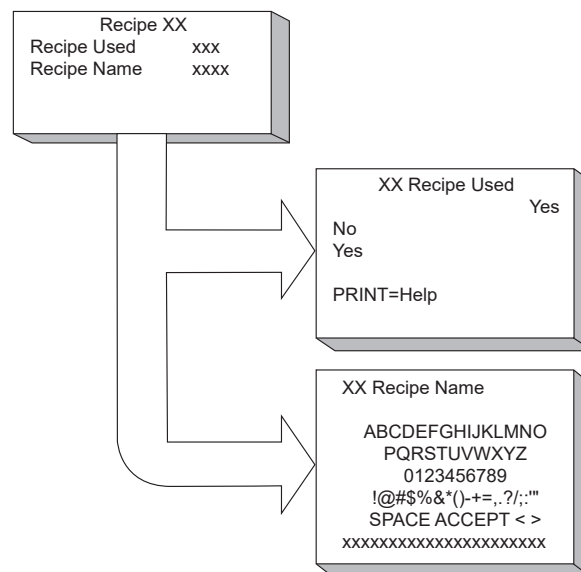 Recipe XX
Recipe Used xxx
Recipe Name xxxx
XX Recipe Used
Yes
No
Yes
PRINT=Help
XX Recipe Name
ABCDEFGHIJKLMNO
PQRSTUVWXYZ
0123456789
!@#$%&*()-+=,.?/;:'"
SPACE ACCEPT < >
xxxxxxxxxxxxxxxxxxxxxx